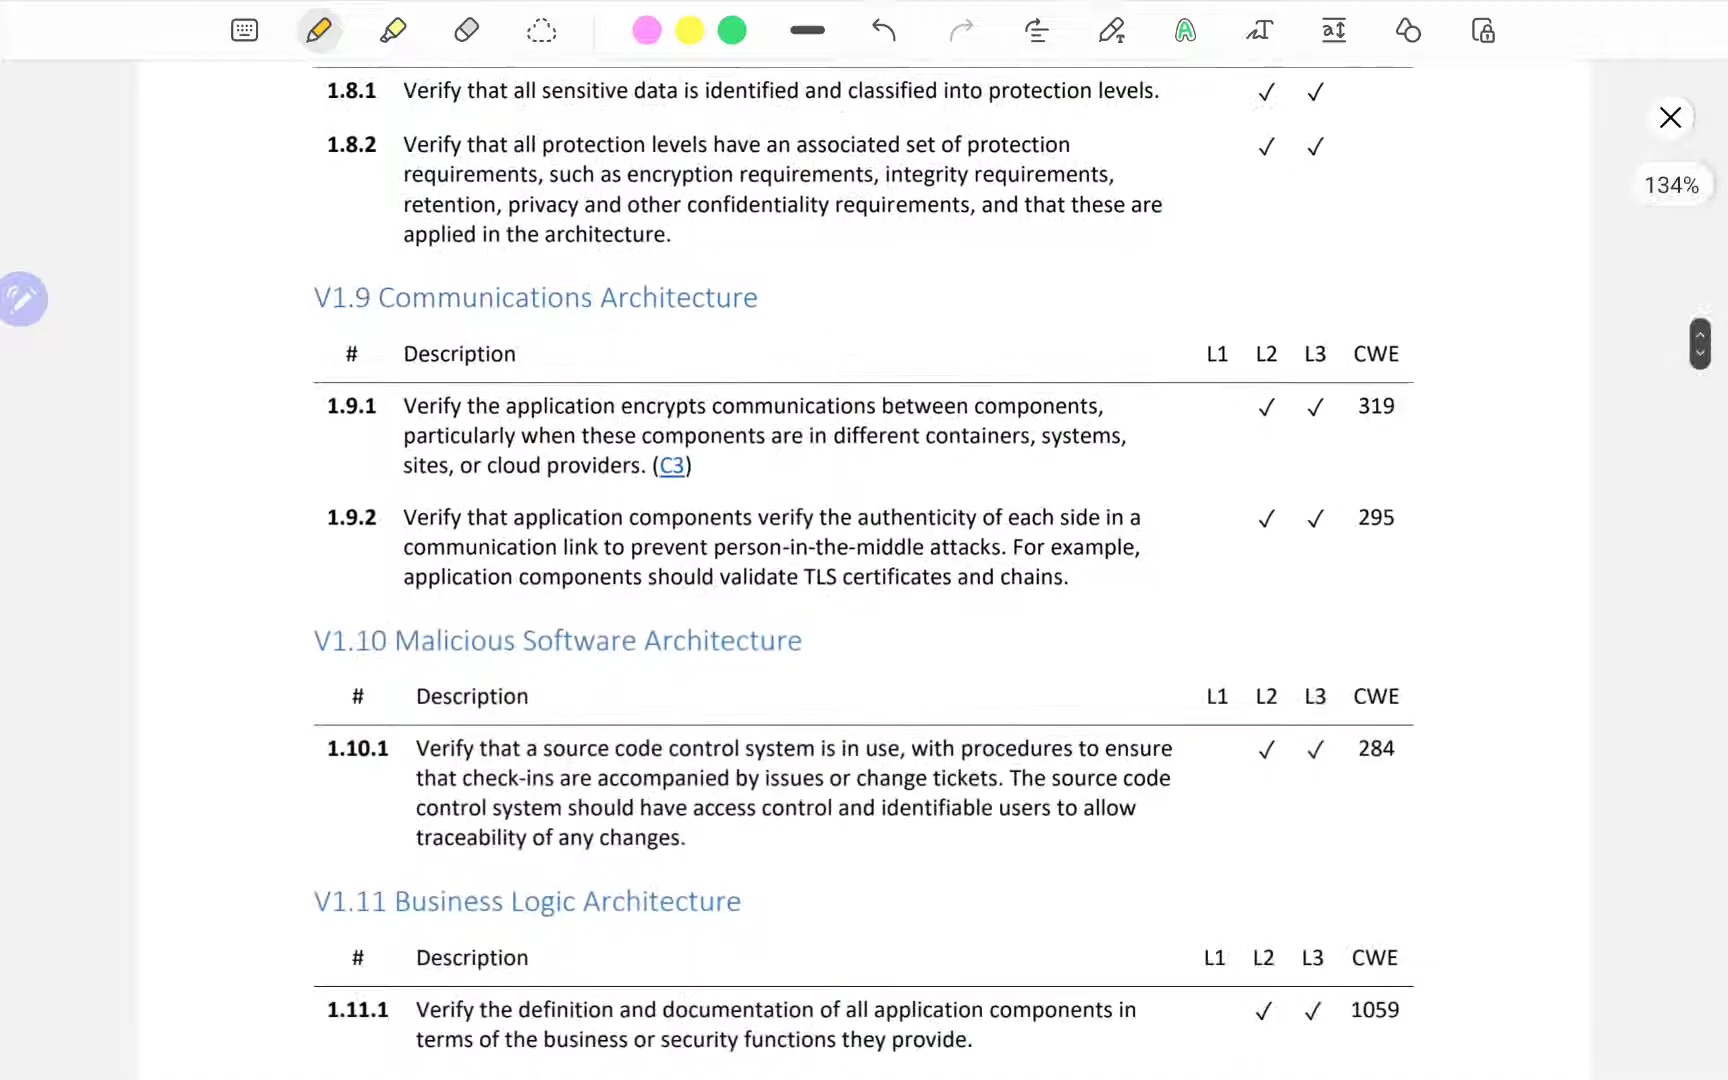 1.8.1 Verify that all sensitive data is identified and classified into protection levels. ✓ ✓
134%
1.8.2 Verify that all protection levels have an associated set of protection ✓ ✓
requirements, such as encryption requirements, integrity requirements,
retention, privacy and other confidentiality requirements, and that these are
applied in the architecture.
V1.9 Communications Architecture
# Description L1 L2 L3 CWE
1.9.1 Verify the application encrypts communications between components, ✓ ✓ 319
particularly when these components are in different containers, systems,
sites, or cloud providers. (C3)
1.9.2 Verify that application components verify the authenticity of each side in a ✓ ✓ 295
communication link to prevent person-in-the-middle attacks. For example,
application components should validate TLS certificates and chains.
V1.10 Malicious Software Architecture
# Description L1 L2 L3 CWE
1.10.1 Verify that a source code control system is in use, with procedures to ensure ✓ ✓ 284
that check-ins are accompanied by issues or change tickets. The source code
control system should have access control and identifiable users to allow
traceability of any changes.
V1.11 Business Logic Architecture
# Description L1 L2 L3 CWE
1.11.1 Verify the definition and documentation of all application components in ✓ ✓ 1059
terms of the business or security functions they provide.